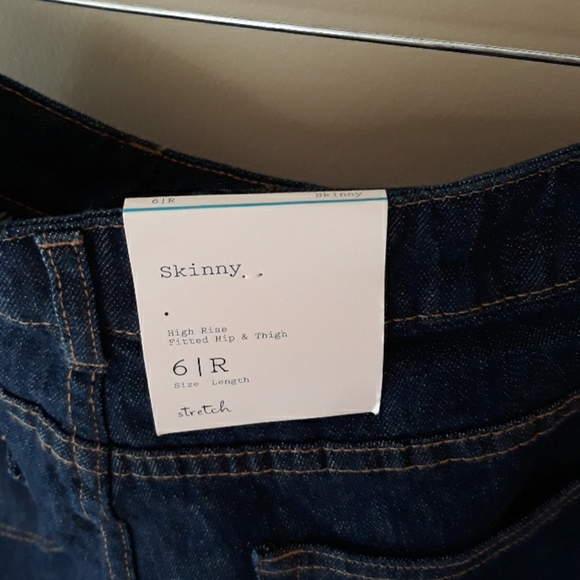 6|R Skinny
Skinny
High Rise
Fitted Hip & Thigh
6|R
Size Length
stretch